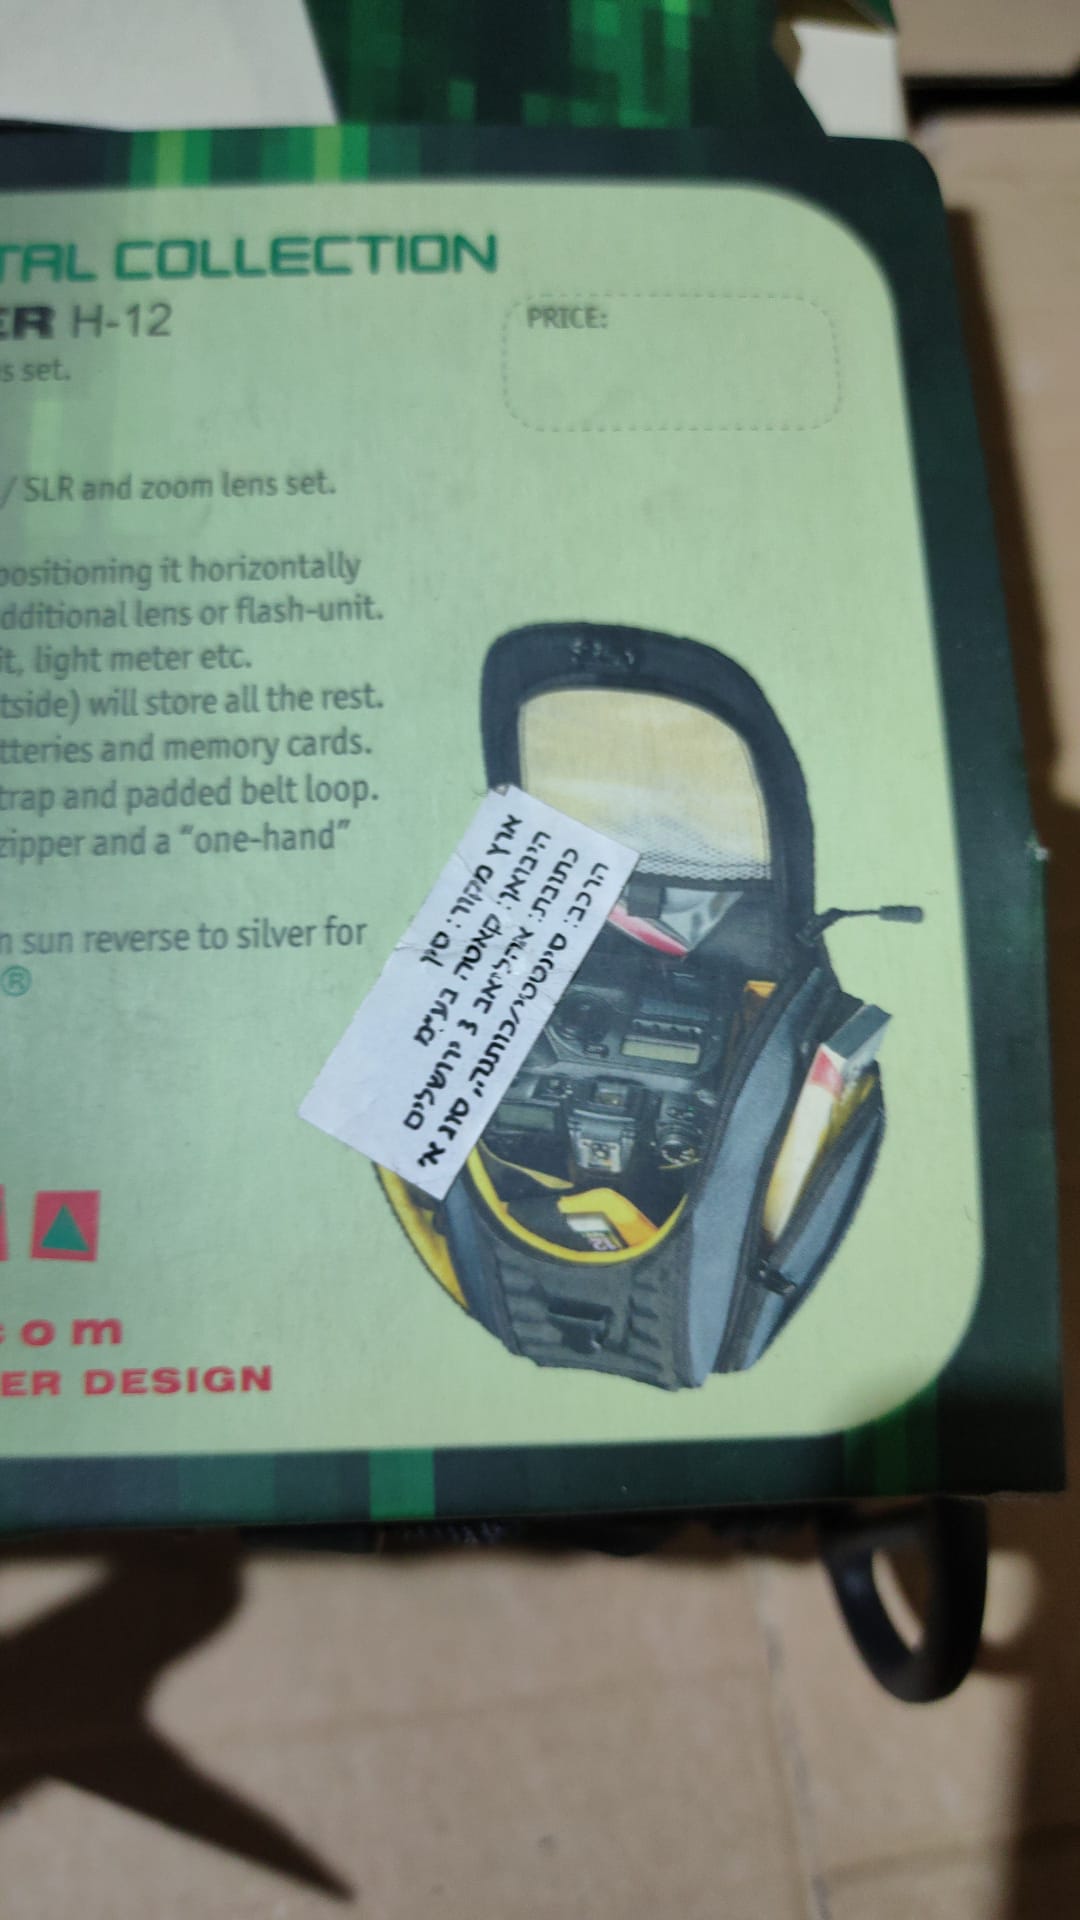 TAL COLLECTION
ER H-12
PRICE:
s set.
/ SLR and zoom lens set.
positioning it horizontally
dditional lens or flash-unit.
it, light meter etc.
tside) will store all the rest.
tteries and memory cards.
trap and padded belt loop.
zipper and a “one-hand”
n sun reverse to silver for
®
ארץ מקור: סין
היבואן: קאטה בע״מ
כתובת: אהליאב 3 ירושלים
הרכב: סינטטי/כותנה
com
ER DESIGN